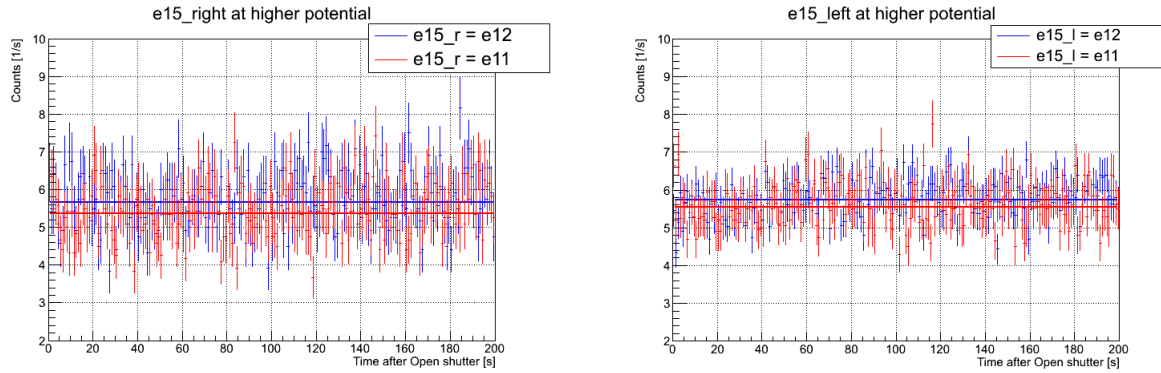 e15_right at higher potential
e15_r = e12
e15_r = e11
Counts [1/s]
10
9
8
7
6
5
4
3
2
0 20 40 60 80 100 120 140 160 180 200
Time after Open shutter [s]
e15_left at higher potential
e15_l = e12
e15_l = e11
Counts [1/s]
10
9
8
7
6
5
4
3
2
0 20 40 60 80 100 120 140 160 180 200
Time after Open shutter [s]